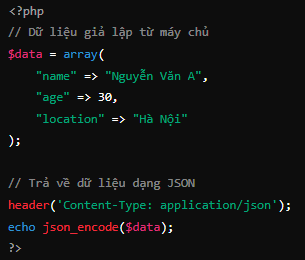 <?php
// Dữ liệu giả lập từ máy chủ
$data = array(
    "name" => "Nguyễn Văn A",
    "age" => 30,
    "location" => "Hà Nội"
);

// Trả về dữ liệu dạng JSON
header('Content-Type: application/json');
echo json_encode($data);
?>